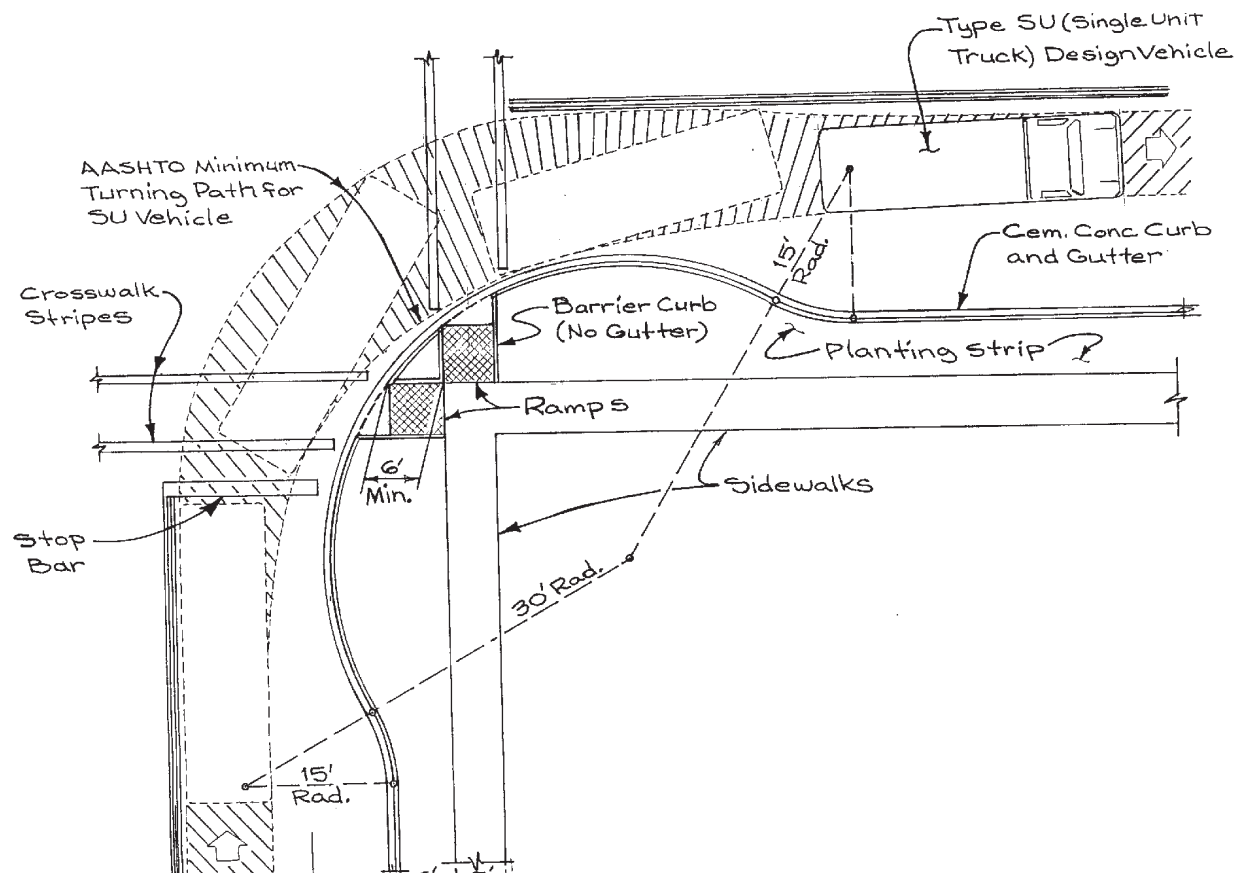 Type SU (Single Unit
Truck) Design Vehicle
AASHTO Minimum
Turning Path for
SU Vehicle
15'
Rad.
Cem. Conc Curb
and Gutter
Crosswalk
Stripes
Barrier Curb
(No Gutter)
Planting Strip
Ramps
6'
Min.
Sidewalks
Stop
Bar
30' Rad.
15'
Rad.